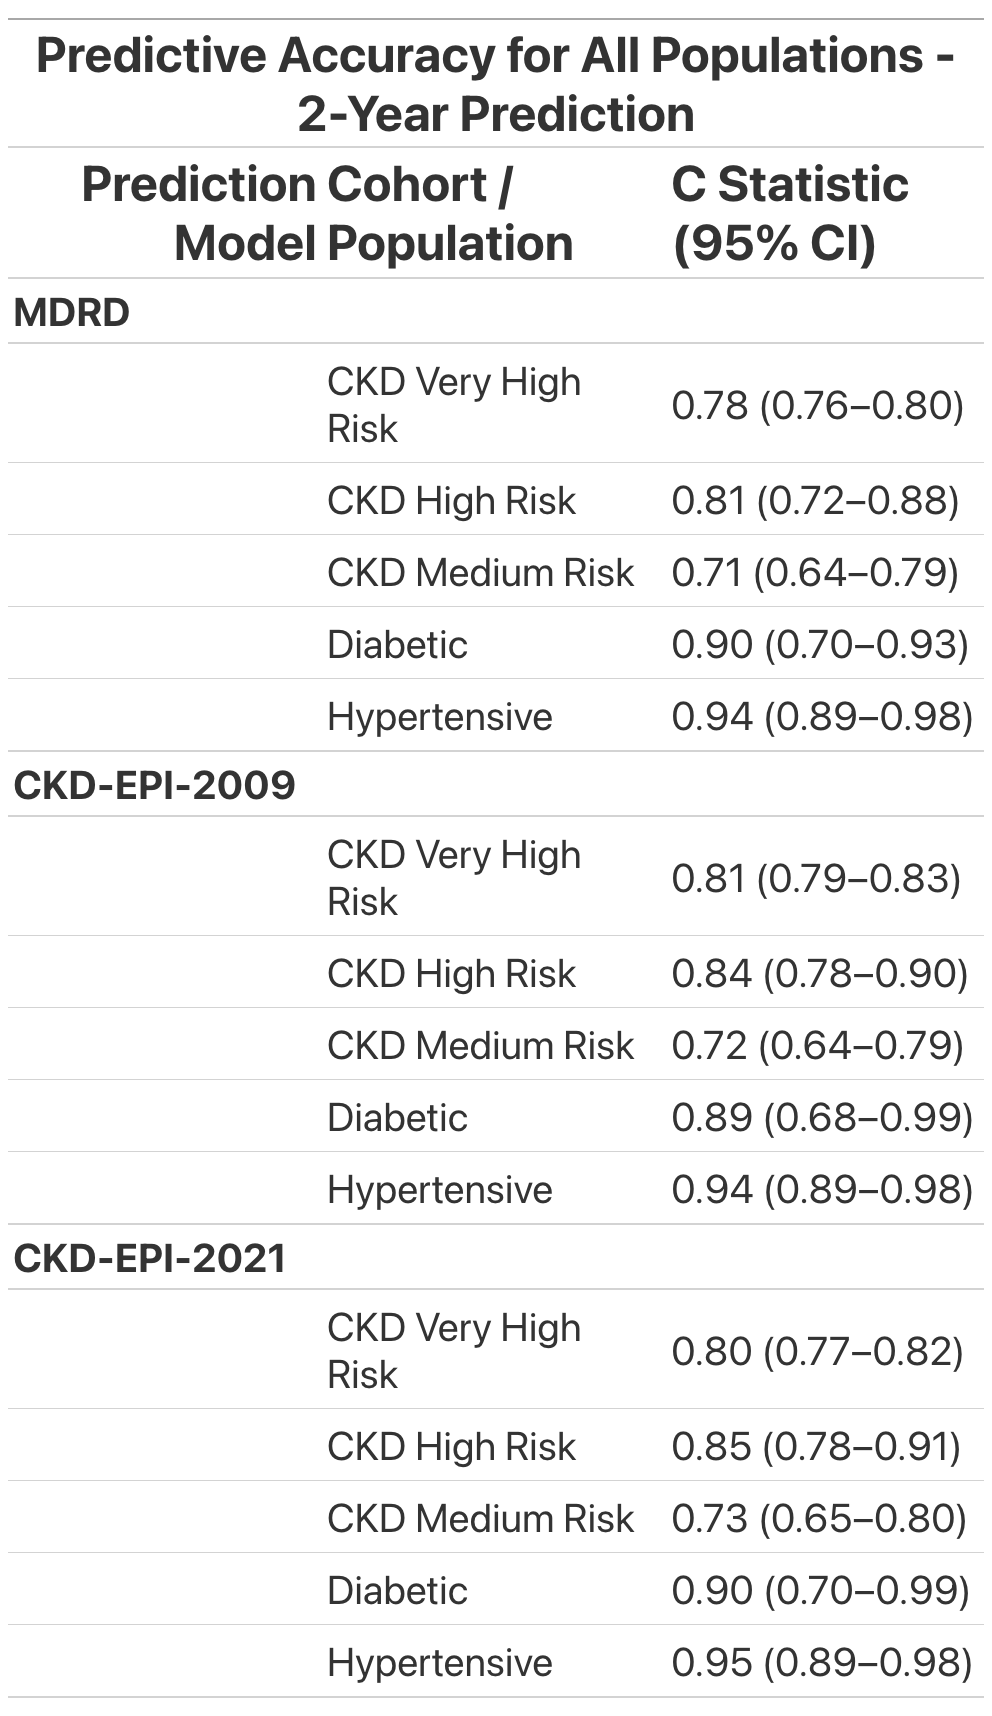 Predictive Accuracy for All Populations -
2-Year Prediction
Prediction Cohort /
Model Population
C Statistic
(95% CI)
MDRD
CKD Very High
Risk
0.78 (0.76–0.80)
CKD High Risk 0.81 (0.72–0.88)
CKD Medium Risk 0.71 (0.64–0.79)
Diabetic 0.90 (0.70–0.93)
Hypertensive 0.94 (0.89–0.98)
CKD-EPI-2009
CKD Very High
Risk
0.81 (0.79–0.83)
CKD High Risk 0.84 (0.78–0.90)
CKD Medium Risk 0.72 (0.64–0.79)
Diabetic 0.89 (0.68–0.99)
Hypertensive 0.94 (0.89–0.98)
CKD-EPI-2021
CKD Very High
Risk
0.80 (0.77–0.82)
CKD High Risk 0.85 (0.78–0.91)
CKD Medium Risk 0.73 (0.65–0.80)
Diabetic 0.90 (0.70–0.99)
Hypertensive 0.95 (0.89–0.98)